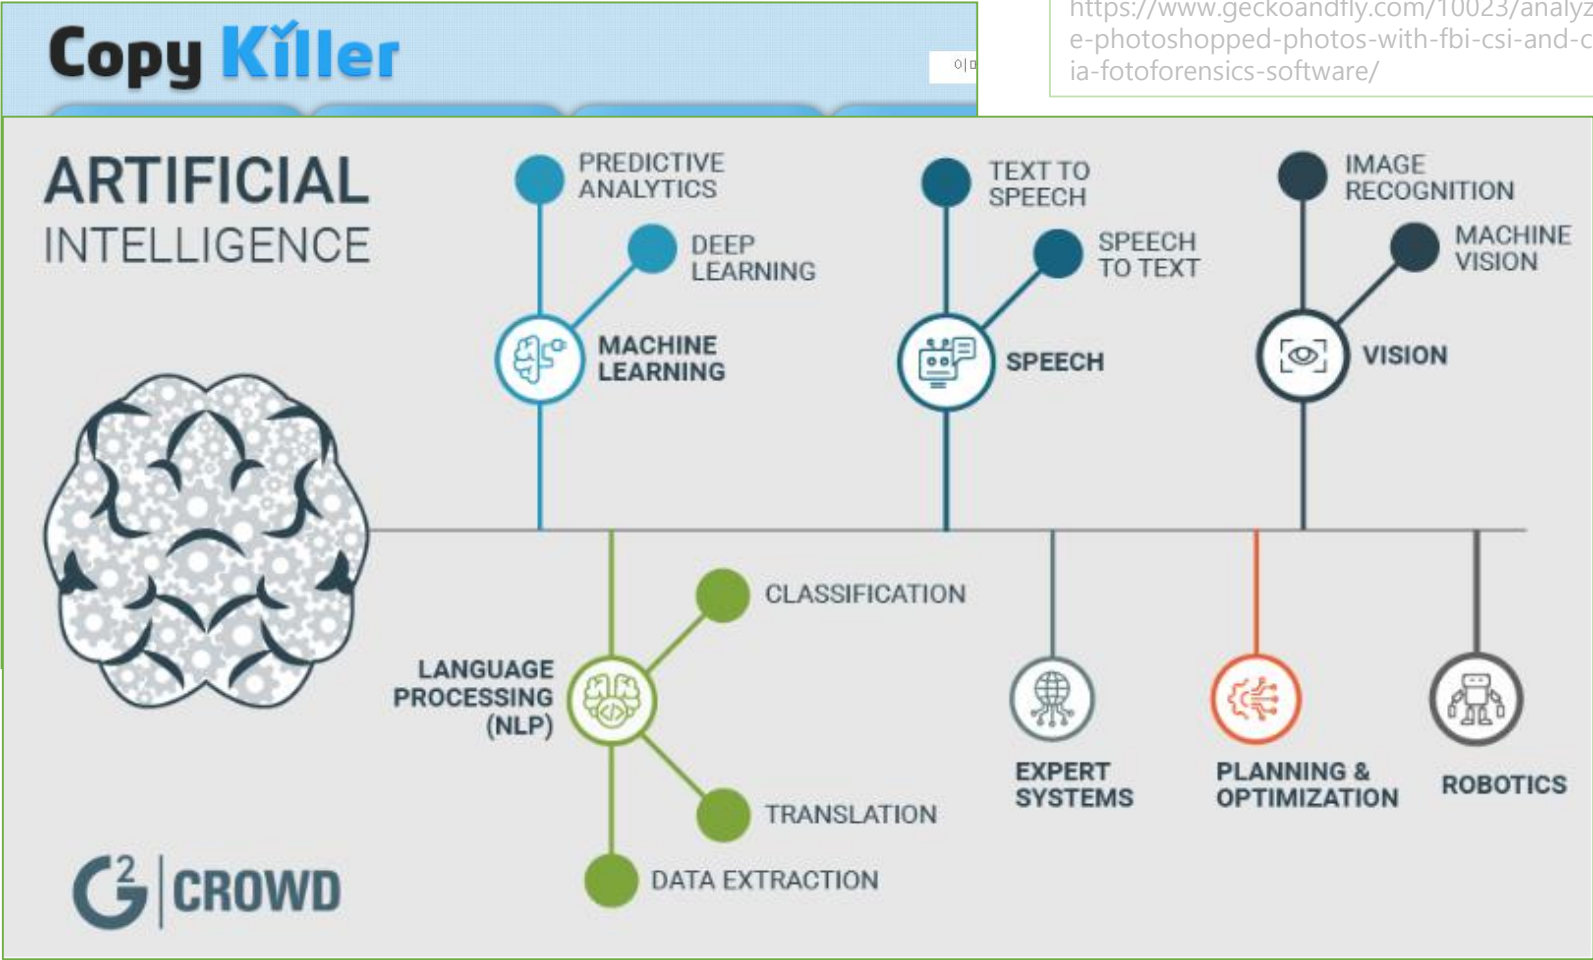 https://www.geckoandfly.com/10023/analyz
e-photoshopped-photos-with-fbi-csi-and-c
ia-fotoforensics-software/
Copy Killer
ARTIFICIAL
INTELLIGENCE
PREDICTIVE
ANALYTICS
DEEP
LEARNING
MACHINE
LEARNING
TEXT TO
SPEECH
SPEECH
TO TEXT
SPEECH
IMAGE
RECOGNITION
MACHINE
VISION
VISION
LANGUAGE
PROCESSING
(NLP)
CLASSIFICATION
TRANSLATION
DATA EXTRACTION
EXPERT
SYSTEMS
PLANNING &
OPTIMIZATION
ROBOTICS
G2 | CROWD